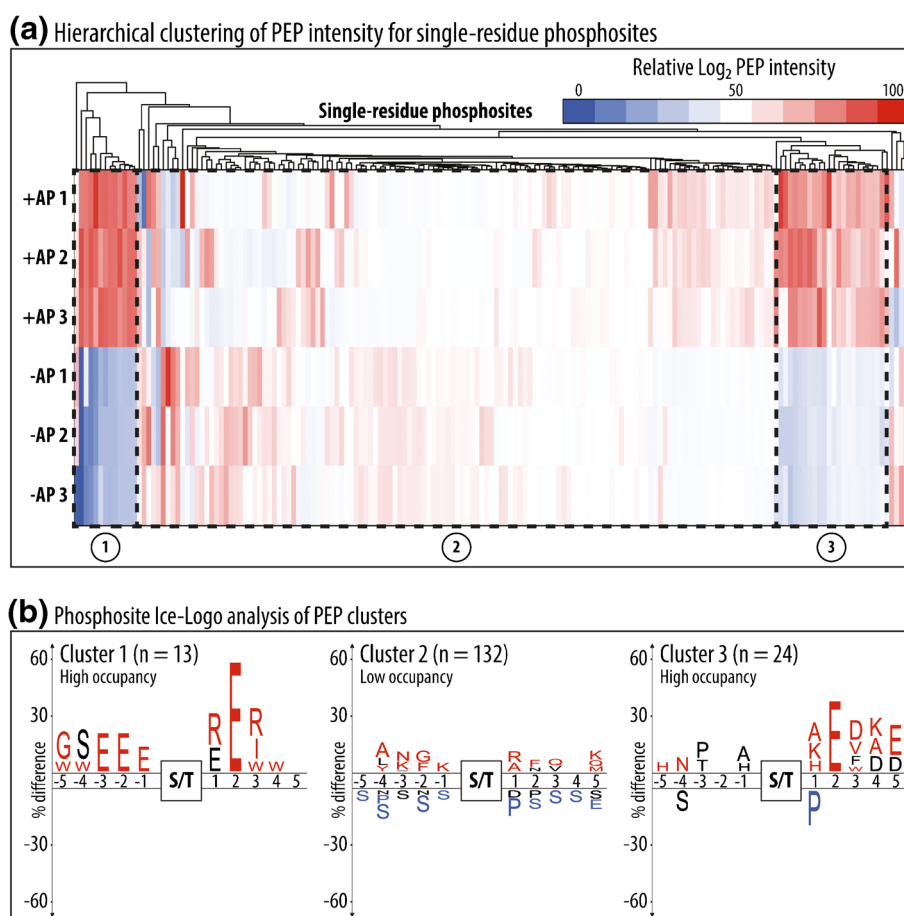 (a) Hierarchical clustering of PEP intensity for single-residue phosphosites
Relative Log₂ PEP intensity
0 50 100
Single-residue phosphosites
+AP 1
+AP 2
+AP 3
-AP 1
-AP 2
-AP 3
1 2 3
(b) Phosphosite Ice-Logo analysis of PEP clusters
Cluster 1 (n = 13)
High occupancy
60
30
% difference
-30
-60
G S E E E R E R
W W E I W W
S/T
-5 -4 -3 -2 -1 1 2 3 4 5
Cluster 2 (n = 132)
Low occupancy
60
30
% difference
-30
-60
A N G K R F K
S/T
-5 -4 -3 -2 -1 1 2 3 4 5
S S S S D P S S S S
P S E
Cluster 3 (n = 24)
High occupancy
60
30
% difference
-30
-60
H N P A A E D K E
T H K V A D
H F D
W
S/T
-5 -4 -3 -2 -1 1 2 3 4 5
S P